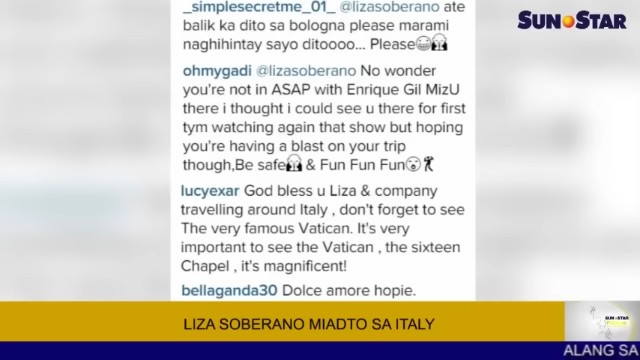 _simplesecretme_01_ @lizasoberano ate
balik ka dito sa bologna please marami
naghihintay sayo ditoooo... Please
ohmygadi @lizasoberano No wonder
you're not in ASAP with Enrique Gil MizU
there i thought i could see u there for first
tym watching again that show but hoping
you're having a blast on your trip
though,Be safe & Fun Fun Fun
lucyexar God bless u Liza & company
travelling around Italy , don't forget to see
The very famous Vatican. It's very
important to see the Vatican , the sixteen
Chapel , it's magnificent!
bellaganda30 Dolce amore hopie.
SUN STAR
LIZA SOBERANO MIADTO SA ITALY
SUN STAR
ALANG SA